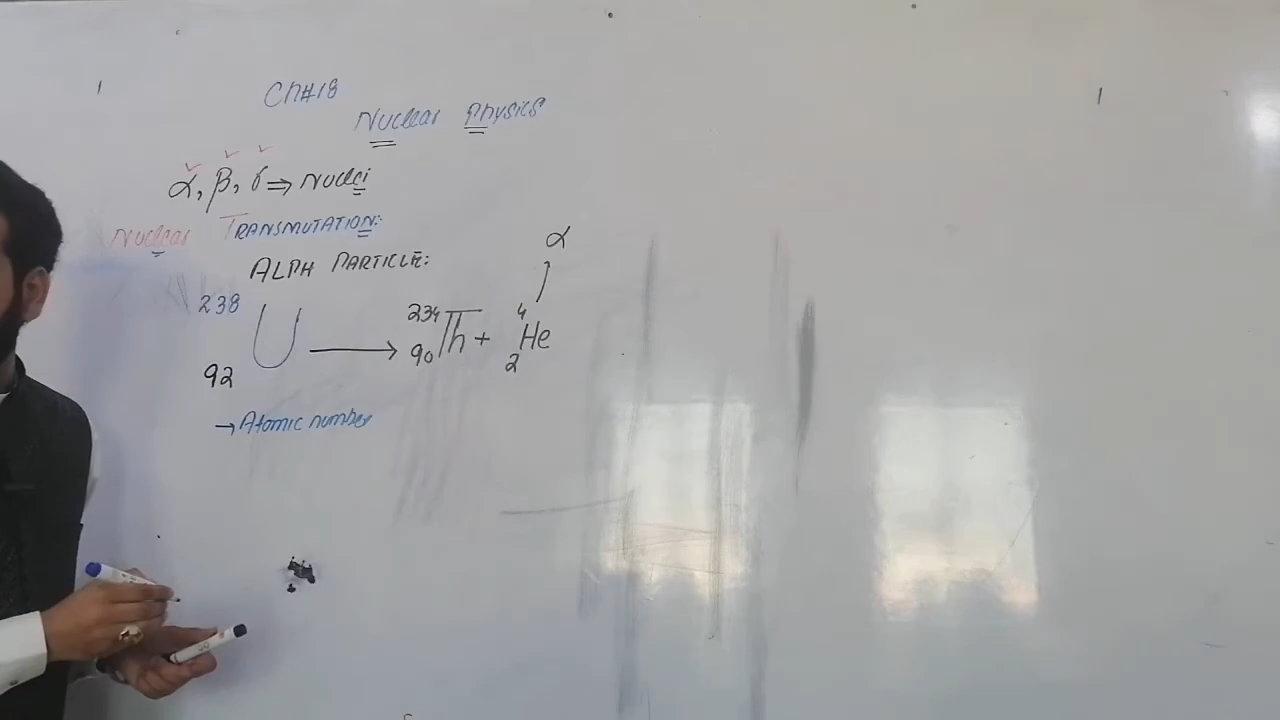 Ch#18
Nuclear Physics
α, β, γ ⇒ Nuclei
Nuclear TRANSMUTATION:
ALPH PARTICLE:
α
238 92 U → 234 90 Th + 4 2 He
→ Atomic number